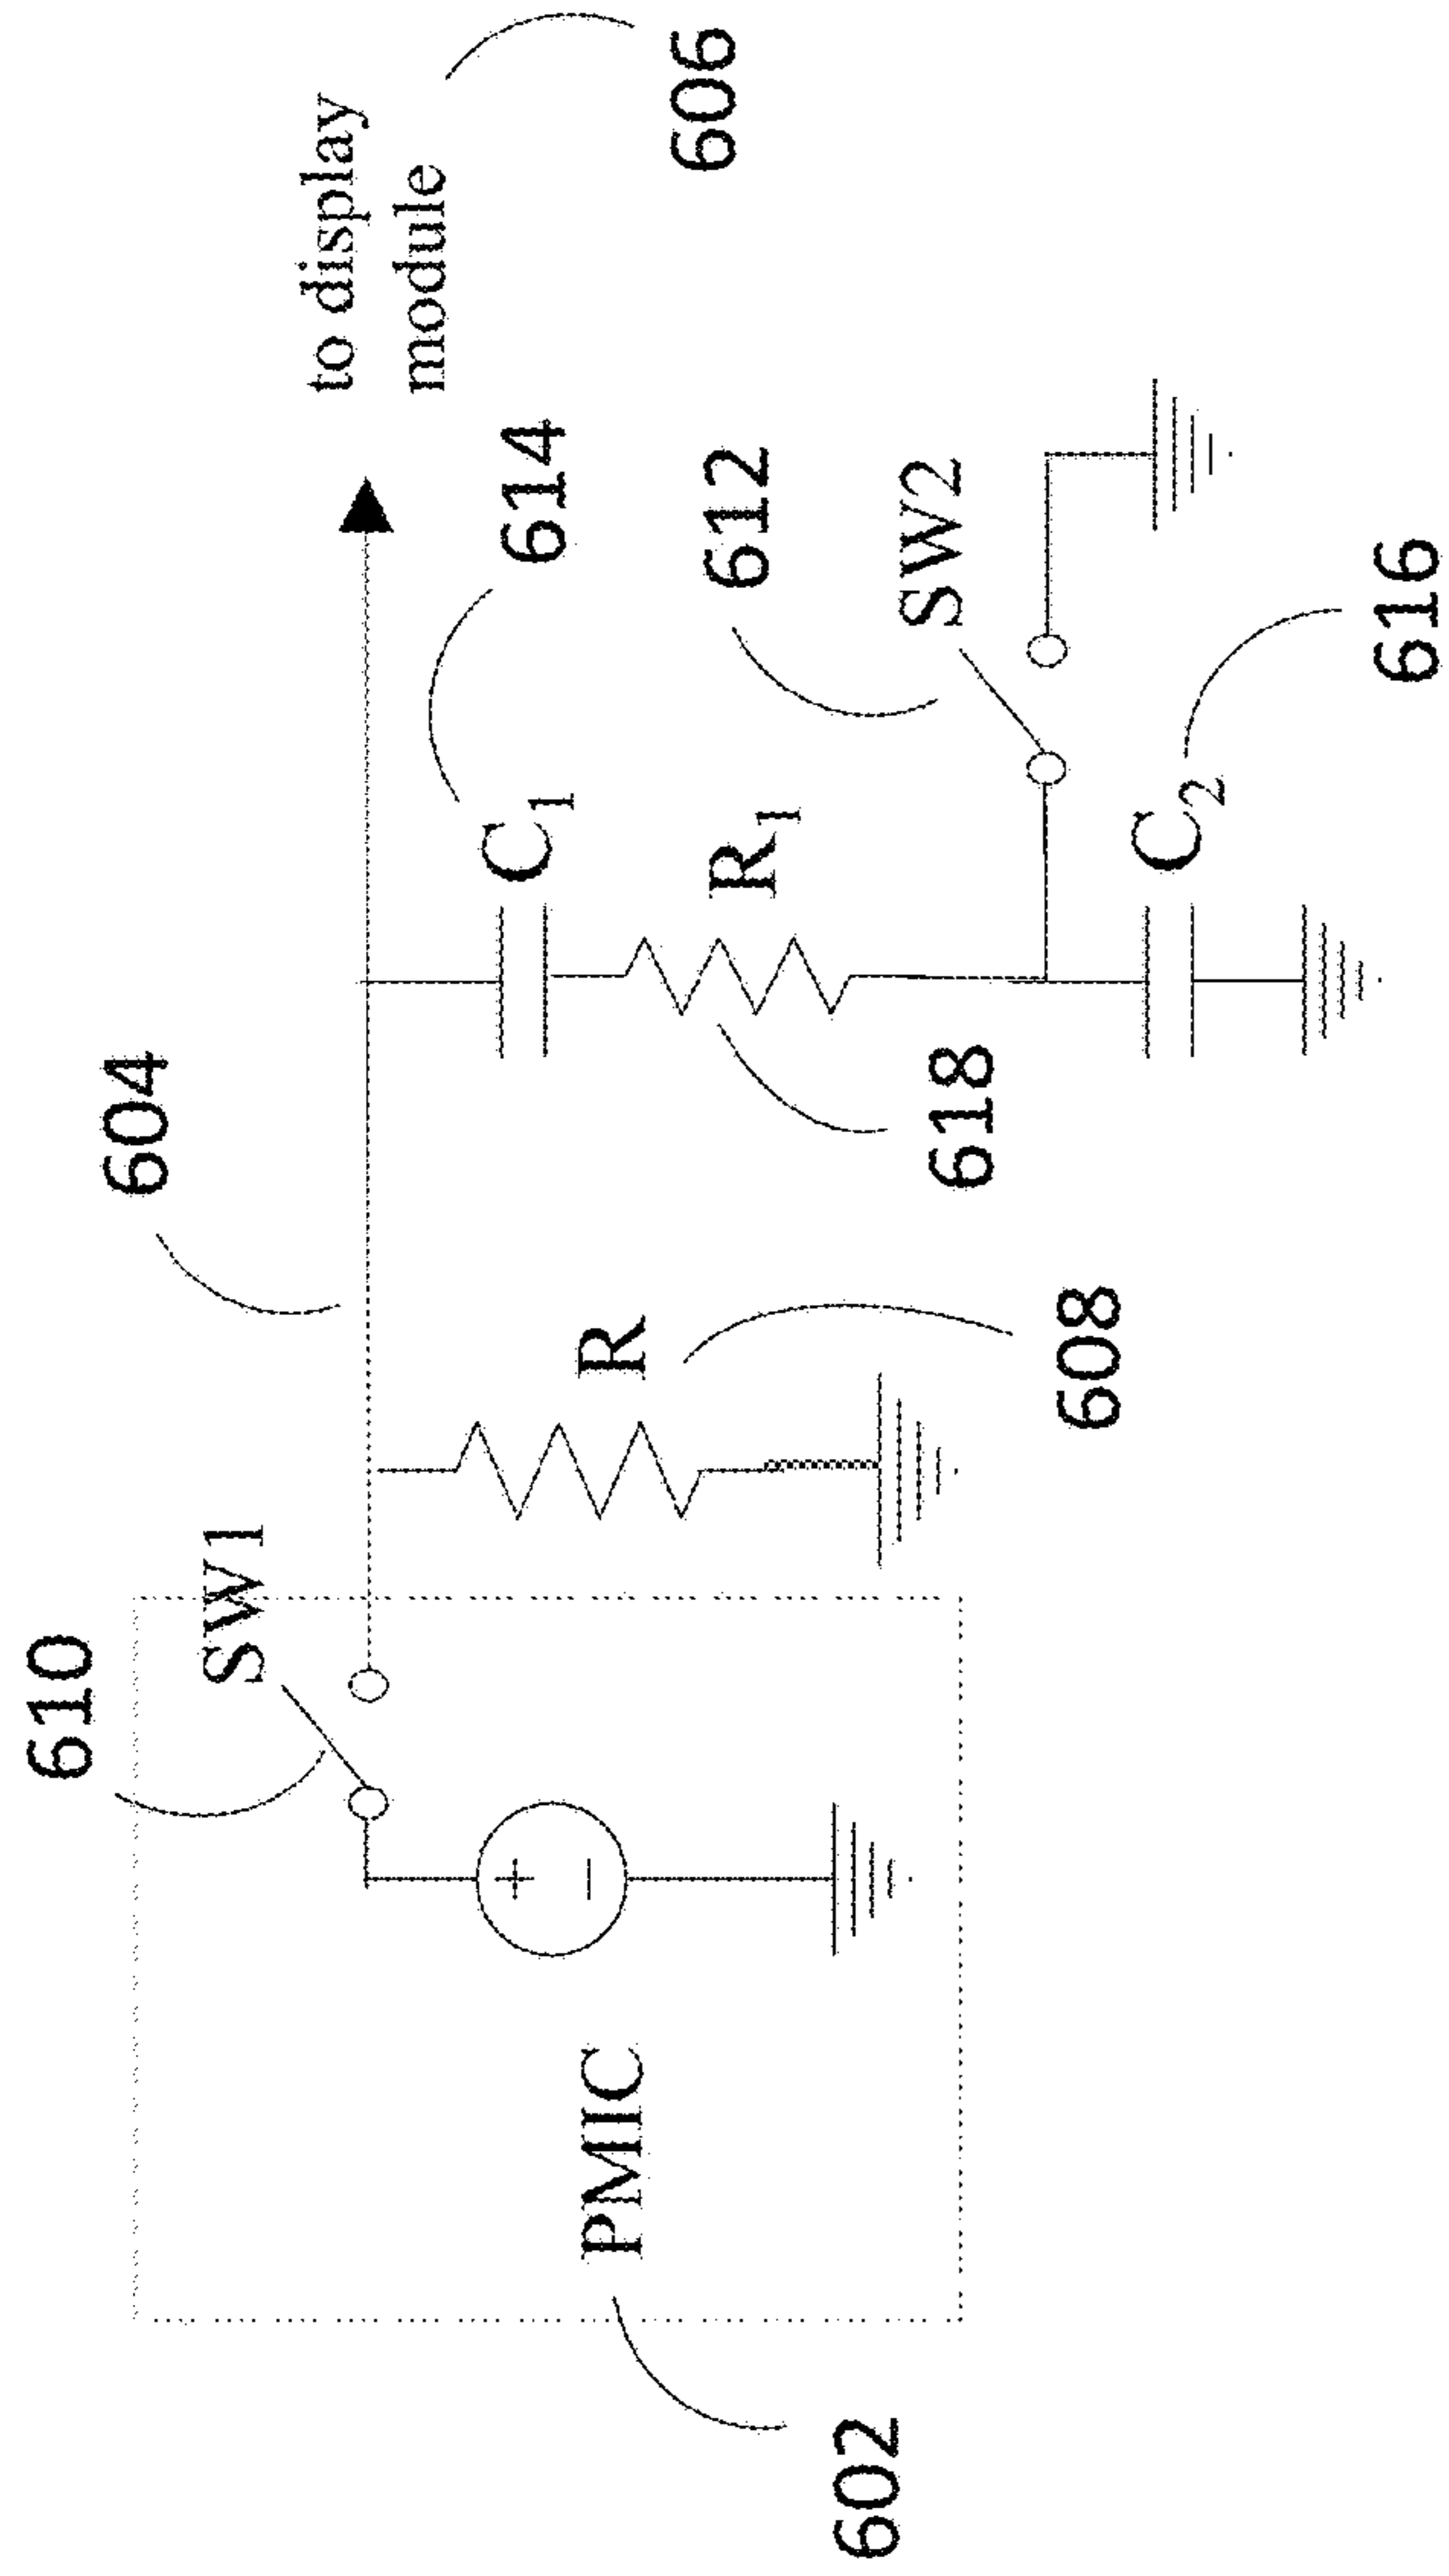 610
SW1
604
to display
module
606
C1
614
R
608
R1
618
612
SW2
PMIC
602
C2
616